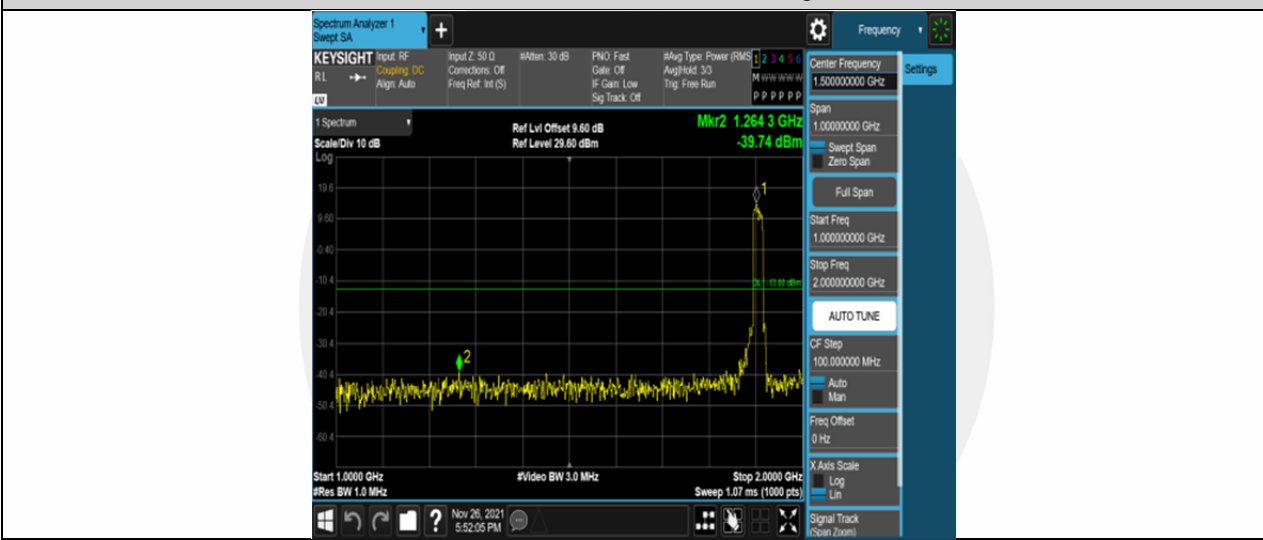 Spectrum Analyzer 1
Swept SA
Frequency
KEYSIGHT
Input: RF
Coupling: DC
Align: Auto
RL
LXI
Input Z: 50 Ω
Corrections: Off
Freq Ref: Int (S)
#Atten: 30 dB
PNO: Fast
Gate: Off
IF Gain: Low
Sig Track: Off
#Avg Type: Power (RMS
Avg|Hold: 3/3
Trig: Free Run
1 2 3 4 5 6
M W W W W W
P P P P P P
1 Spectrum
Scale/Div 10 dB
Log
Ref Lvl Offset 9.60 dB
Ref Level 29.60 dBm
Mkr2 1.264 3 GHz
-39.74 dBm
19.6
9.60
-0.40
-10.4
-20.4
-30.4
-40.4
-50.4
-60.4
1
2
DL1 -13.00 dBm
Start 1.0000 GHz
#Res BW 1.0 MHz
#Video BW 3.0 MHz
Stop 2.0000 GHz
Sweep 1.07 ms (1000 pts)
Nov 26, 2021
5:52:05 PM
Center Frequency
1.500000000 GHz
Settings
Span
1.00000000 GHz
Swept Span
Zero Span
Full Span
Start Freq
1.000000000 GHz
Stop Freq
2.000000000 GHz
AUTO TUNE
CF Step
100.000000 MHz
Auto
Man
Freq Offset
0 Hz
X Axis Scale
Log
Lin
Signal Track
(Span Zoom)